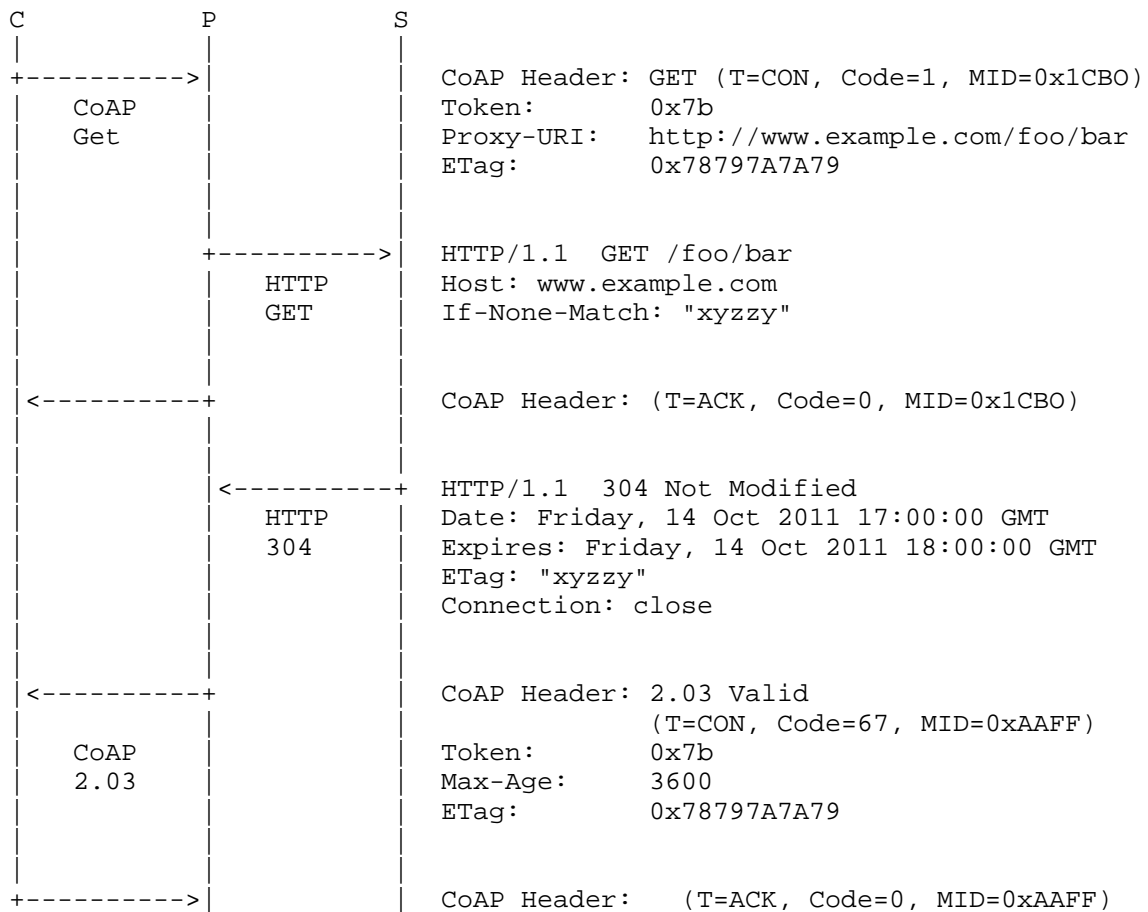 C P S
CoAP Header: GET (T=CON, Code=1, MID=0x1CBO)
CoAP Token: 0x7b
Get Proxy-URI: http://www.example.com/foo/bar
ETag: 0x78797A7A79
HTTP/1.1 GET /foo/bar
HTTP Host: www.example.com
GET If-None-Match: "xyzzy"
CoAP Header: (T=ACK, Code=0, MID=0x1CBO)
HTTP/1.1 304 Not Modified
HTTP Date: Friday, 14 Oct 2011 17:00:00 GMT
304 Expires: Friday, 14 Oct 2011 18:00:00 GMT
ETag: "xyzzy"
Connection: close
CoAP Header: 2.03 Valid
(T=CON, Code=67, MID=0xAAFF)
CoAP Token: 0x7b
2.03 Max-Age: 3600
ETag: 0x78797A7A79
CoAP Header: (T=ACK, Code=0, MID=0xAAFF)